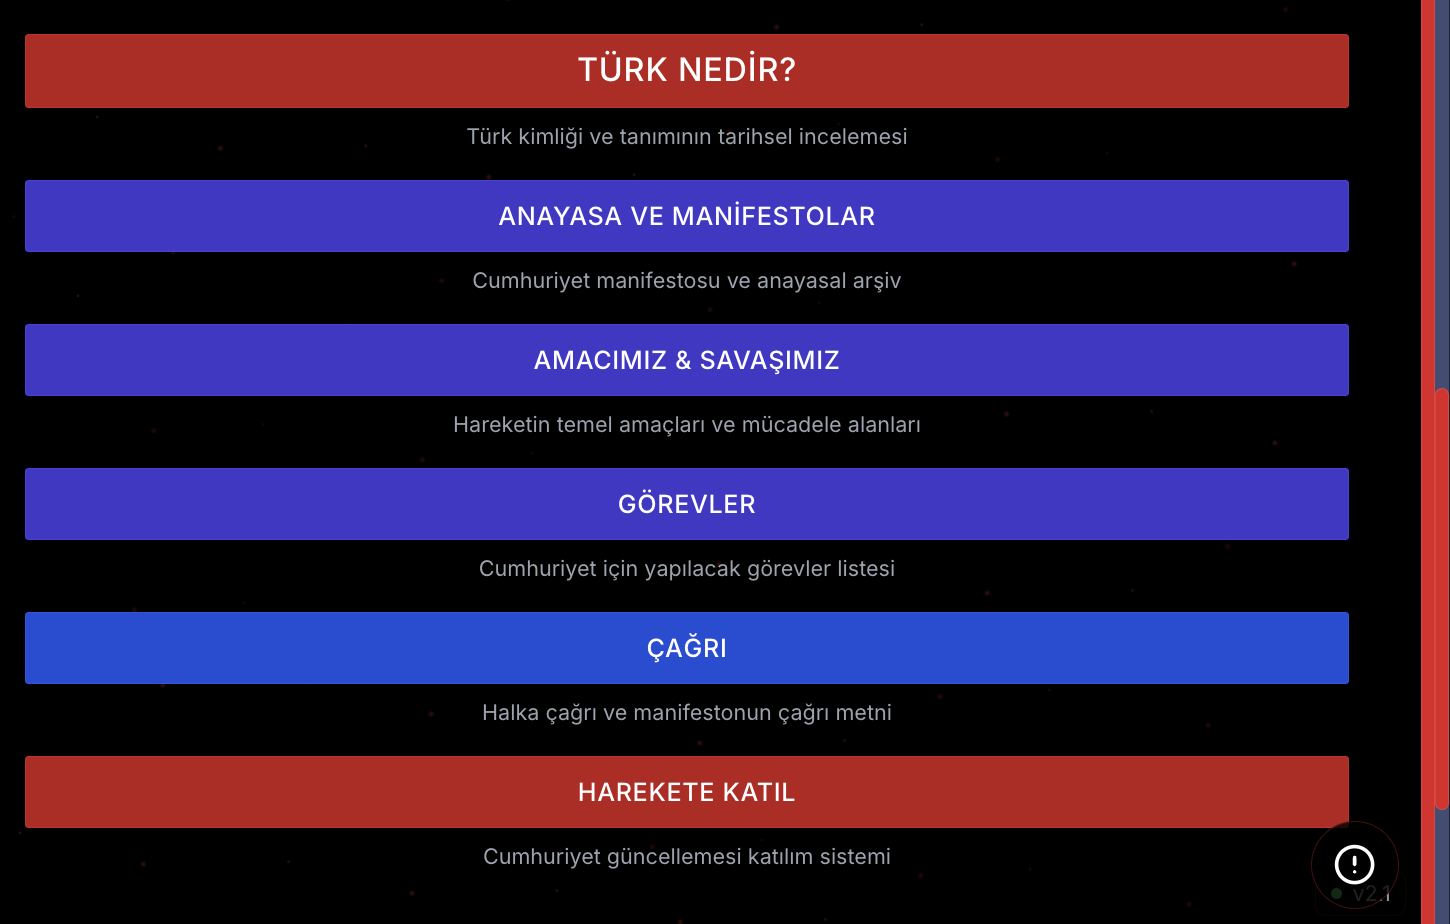 TÜRK NEDİR?
Türk kimliği ve tanımının tarihsel incelemesi
ANAYASA VE MANİFESTOLAR
Cumhuriyet manifestosu ve anayasal arşiv
AMACIMIZ & SAVAŞIMIZ
Hareketin temel amaçları ve mücadele alanları
GÖREVLER
Cumhuriyet için yapılacak görevler listesi
ÇAĞRI
Halka çağrı ve manifestonun çağrı metni
HAREKETE KATIL
Cumhuriyet güncellemesi katılım sistemi
v2.1